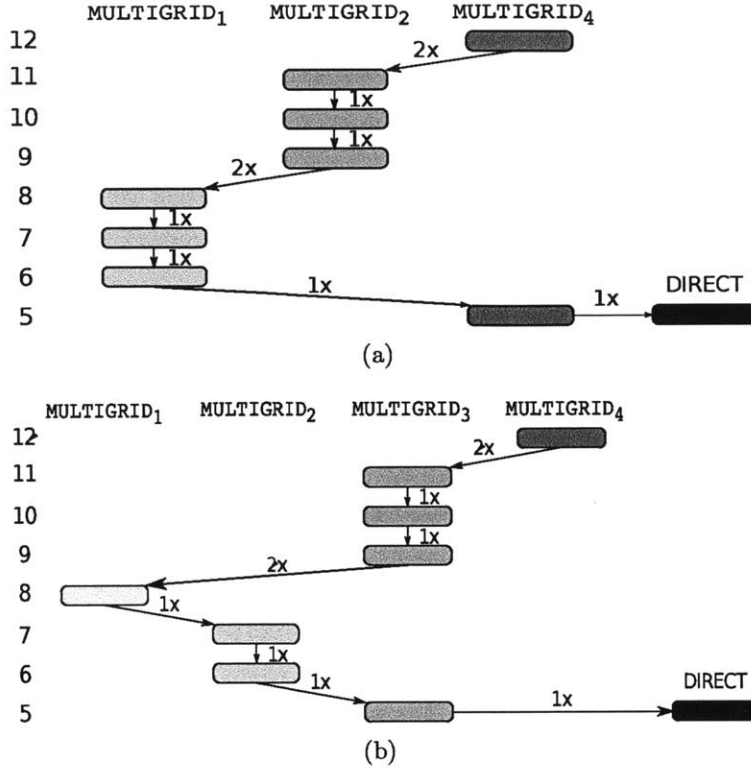 MULTIGRID₁ MULTIGRID₂ MULTIGRID₄
12
2x
11
1x
10
1x
9
2x
8
1x
7
1x
6
1x
DIRECT
1x
5
(a)
MULTIGRID₁ MULTIGRID₂ MULTIGRID₃ MULTIGRID₄
12
2x
11
1x
10
1x
9
2x
8
1x
7
1x
6
1x
DIRECT
1x
5
(b)